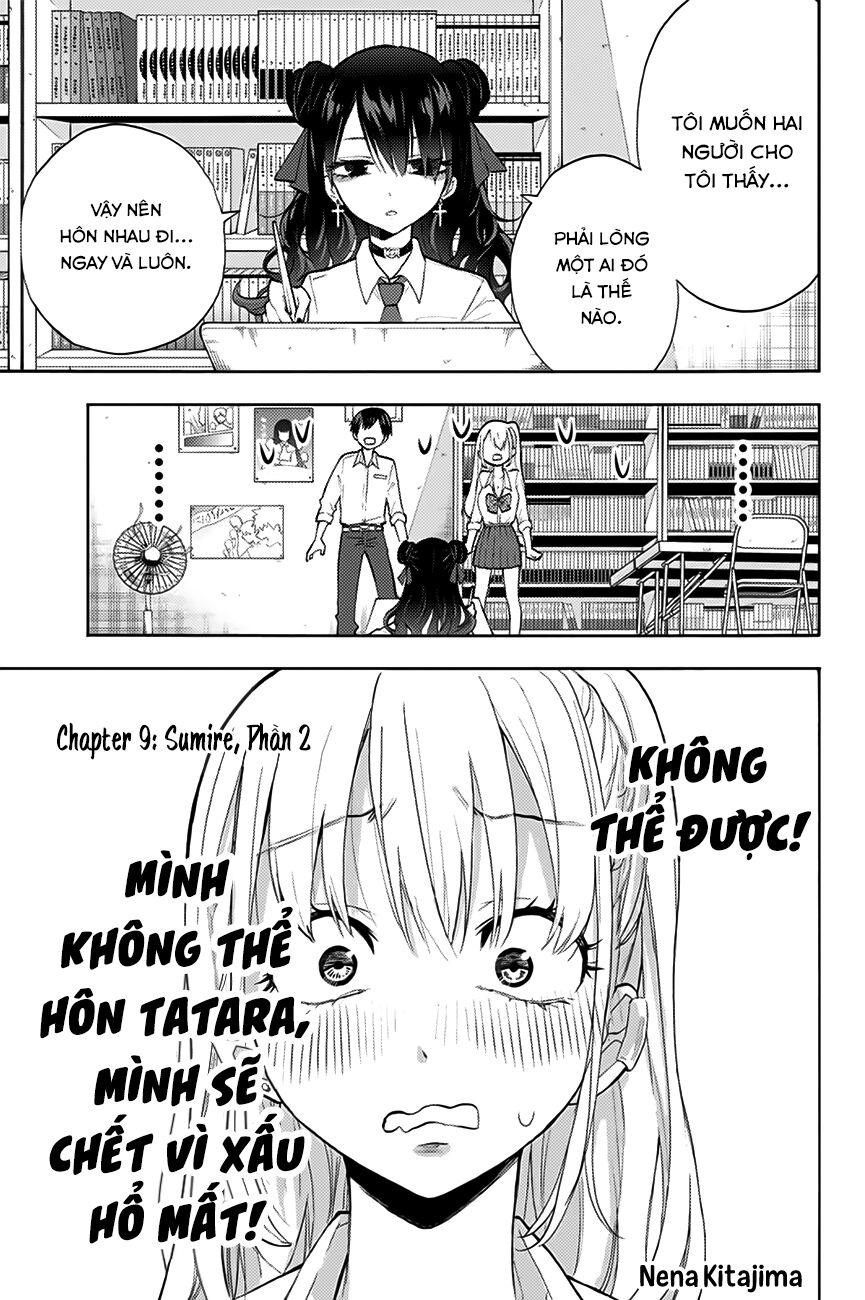 TÔI MUỐN HAI
NGƯỜI CHO
TÔI THẤY...
PHẢI LÒNG
MỘT AI ĐÓ
LÀ THẾ
NÀO.
VẬY NÊN
HÔN NHAU ĐI...
NGAY VÀ LUÔN.
Chapter 9: Sumire, Phần 2
KHÔNG
THỂ ĐƯỢC!
MÌNH
KHÔNG THỂ
HÔN TATARA,
MÌNH SẼ
CHẾT VÌ XẤU
HỔ MẤT!
Nena Kitajima